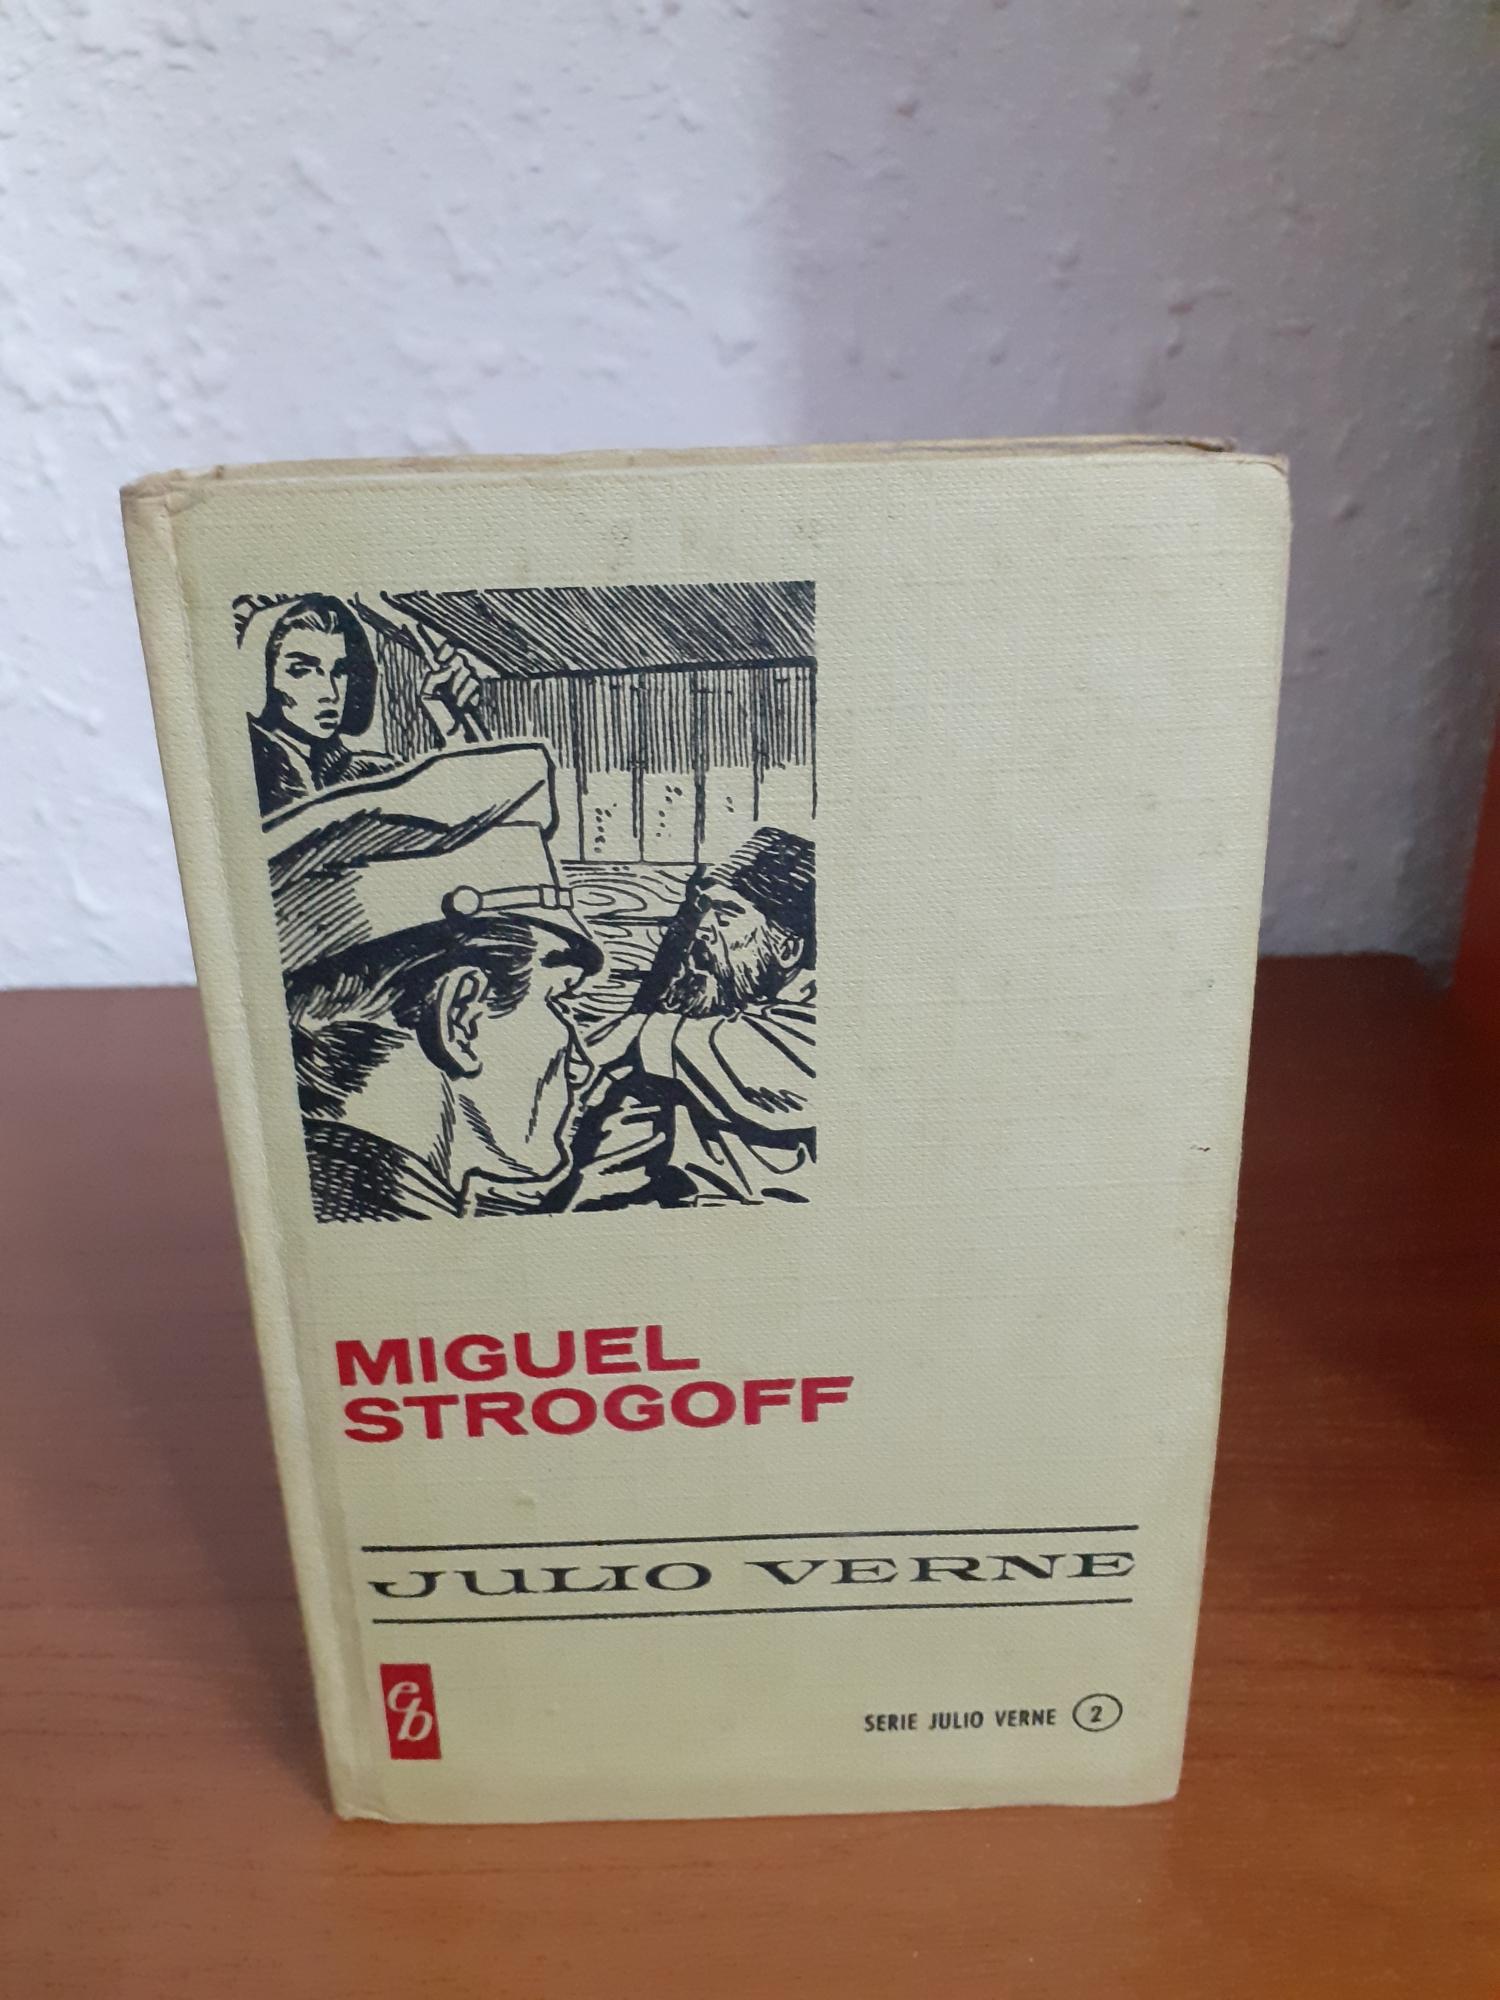 MIGUEL
STROGOFF
JULIO VERNE
eb
SERIE JULIO VERNE 2